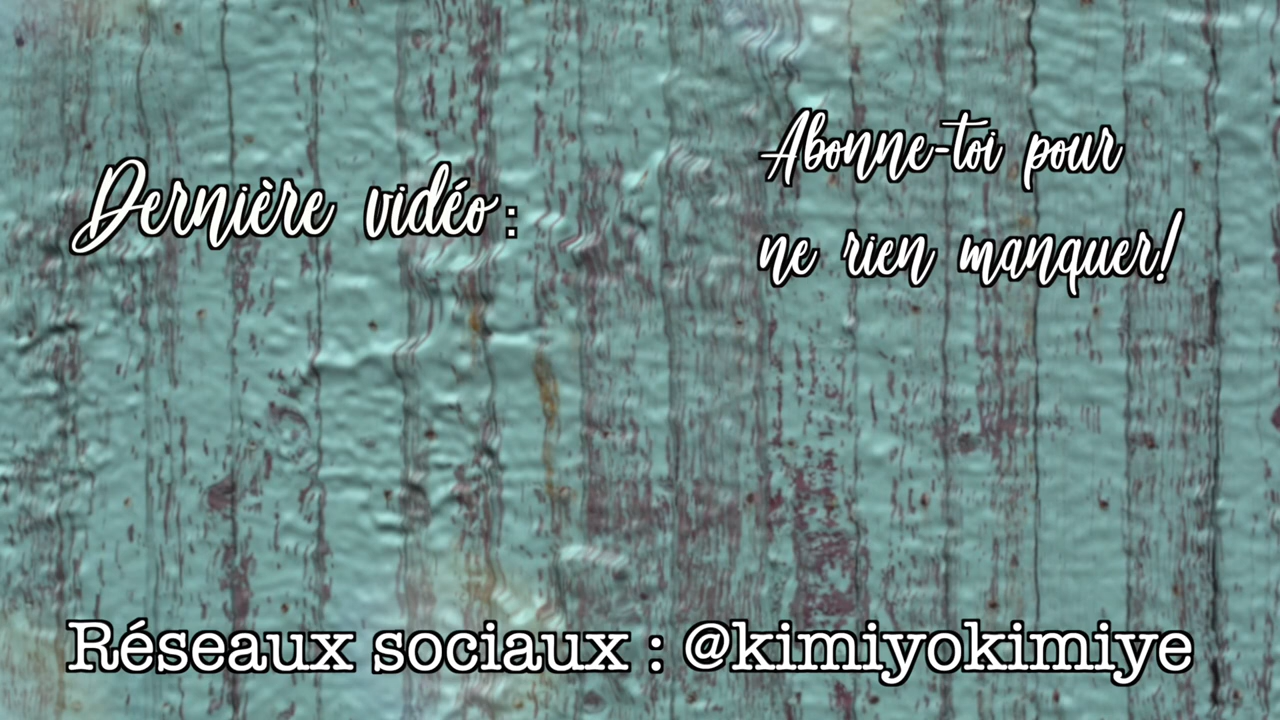 Dernière vidéo :
Abonne-toi pour
ne rien manquer!
Réseaux sociaux : @kimiyokimiye